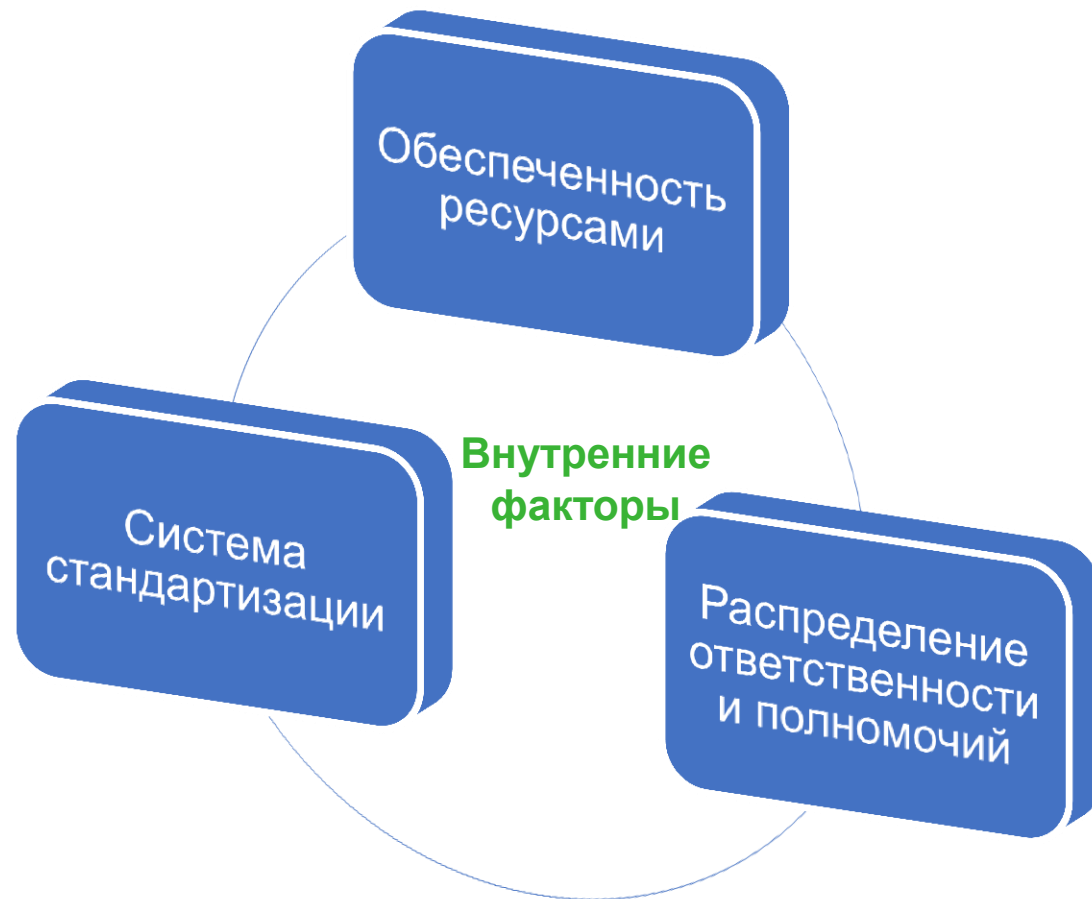 Обеспеченность
ресурсами
Внутренние
факторы
Система
стандартизации
Распределение
ответственности
и полномочий